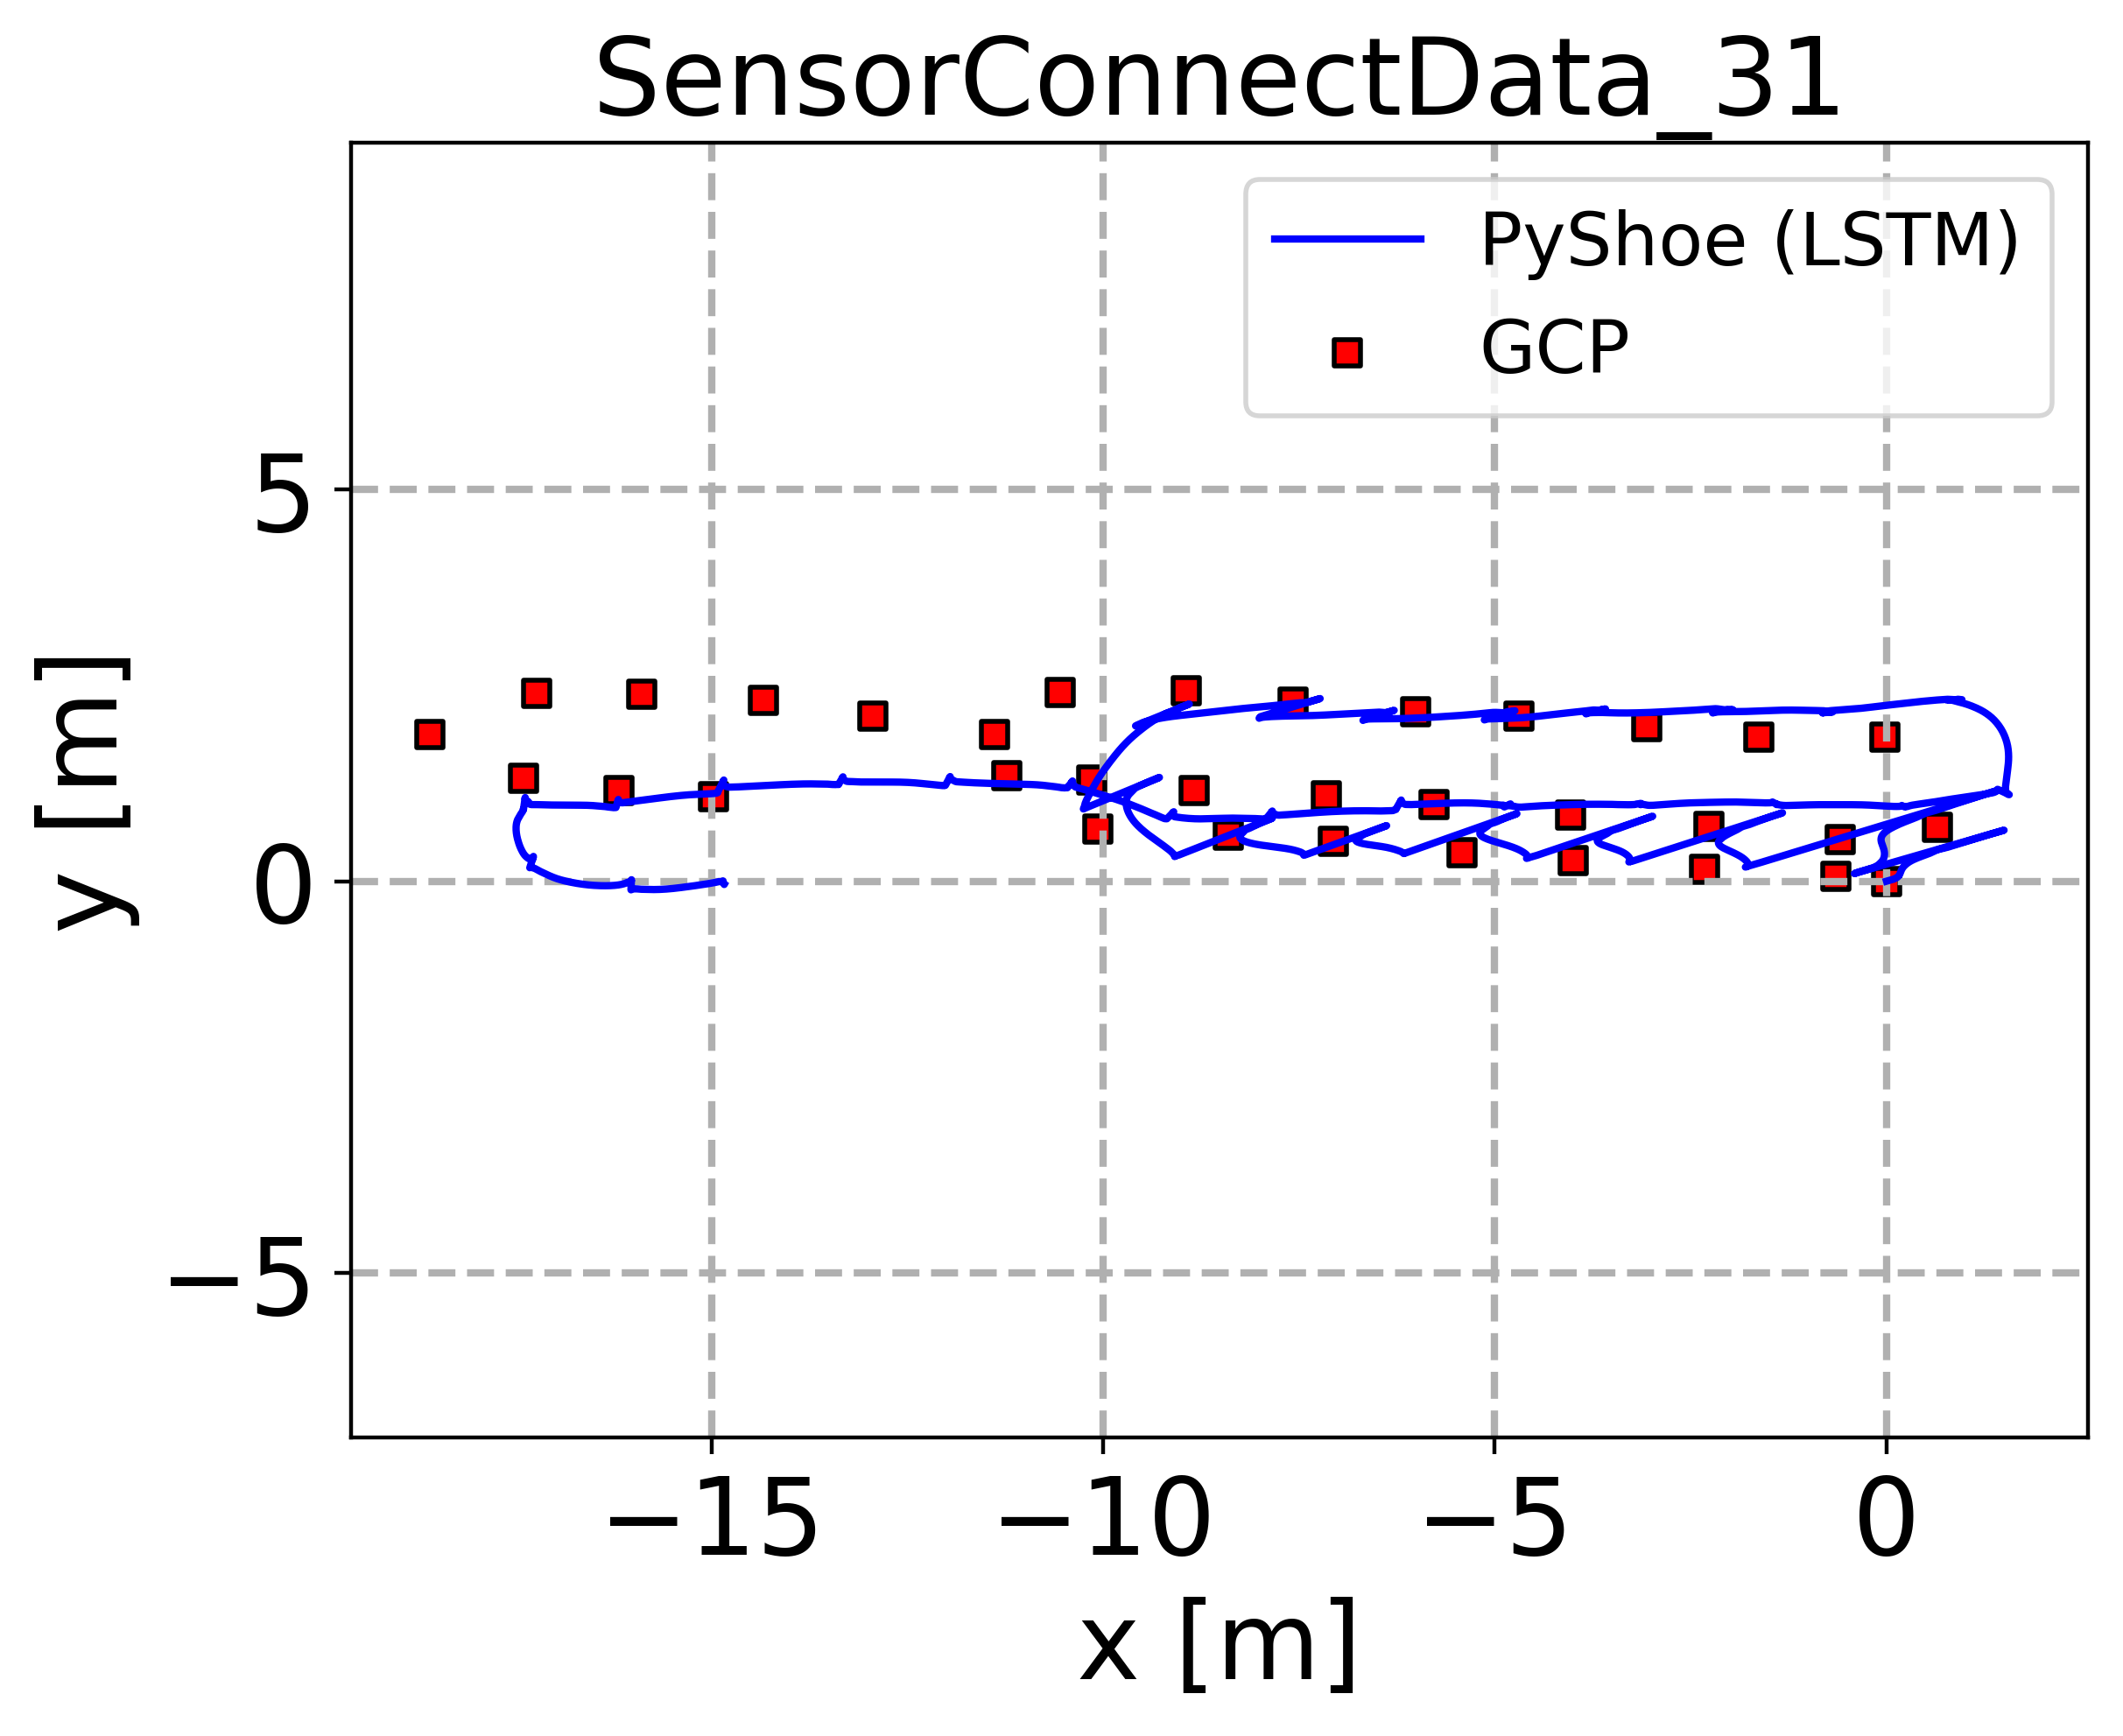 SensorConnectData_31
PyShoe (LSTM)
GCP
y [m]
5
0
−5
−15
−10
−5
0
x [m]